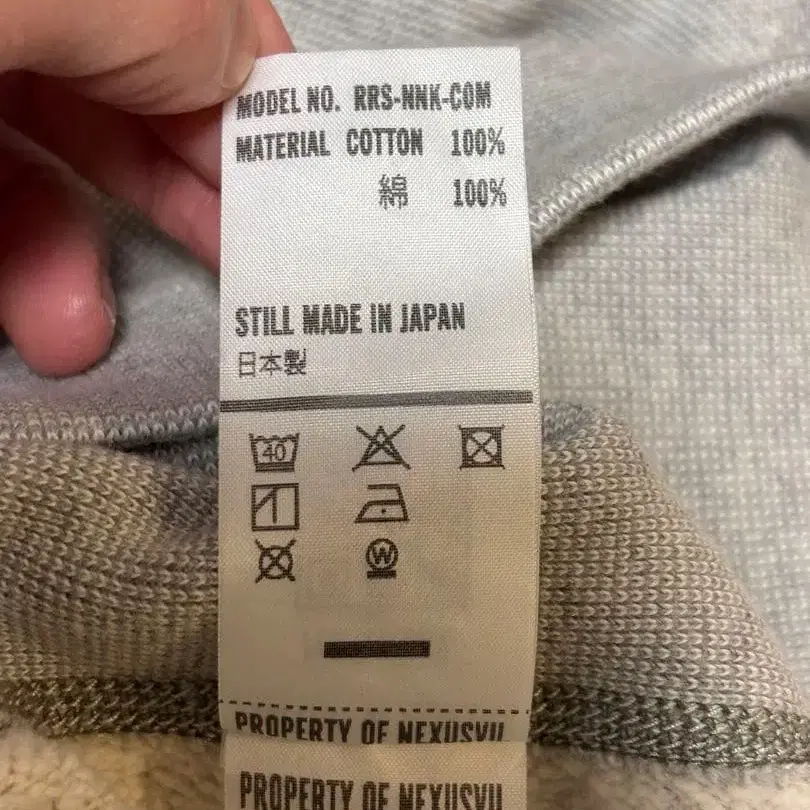 MODEL NO. RRS-NNK-COM
MATERIAL COTTON 100%
綿 100%
STILL MADE IN JAPAN
日本製
40
W
PROPERTY OF NEXUSVII
PROPERTY OF NEXUSVII